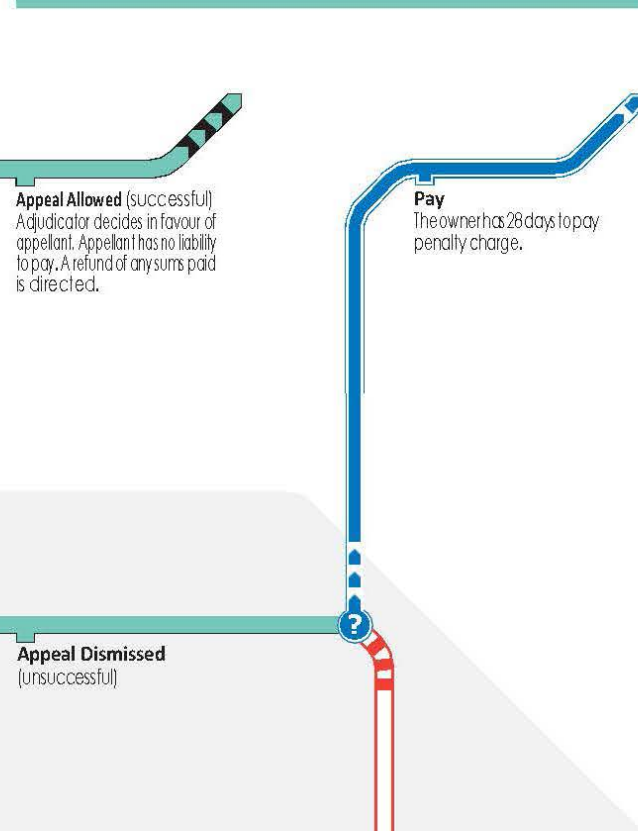 Appeal Allowed (successful)
Adjudicator decides in favour of
appellant. Appellant has no liability
to pay. A refund of any sums paid
is directed.
Pay
The owner has 28 days to pay
penalty charge.
?
Appeal Dismissed
(unsuccessful)